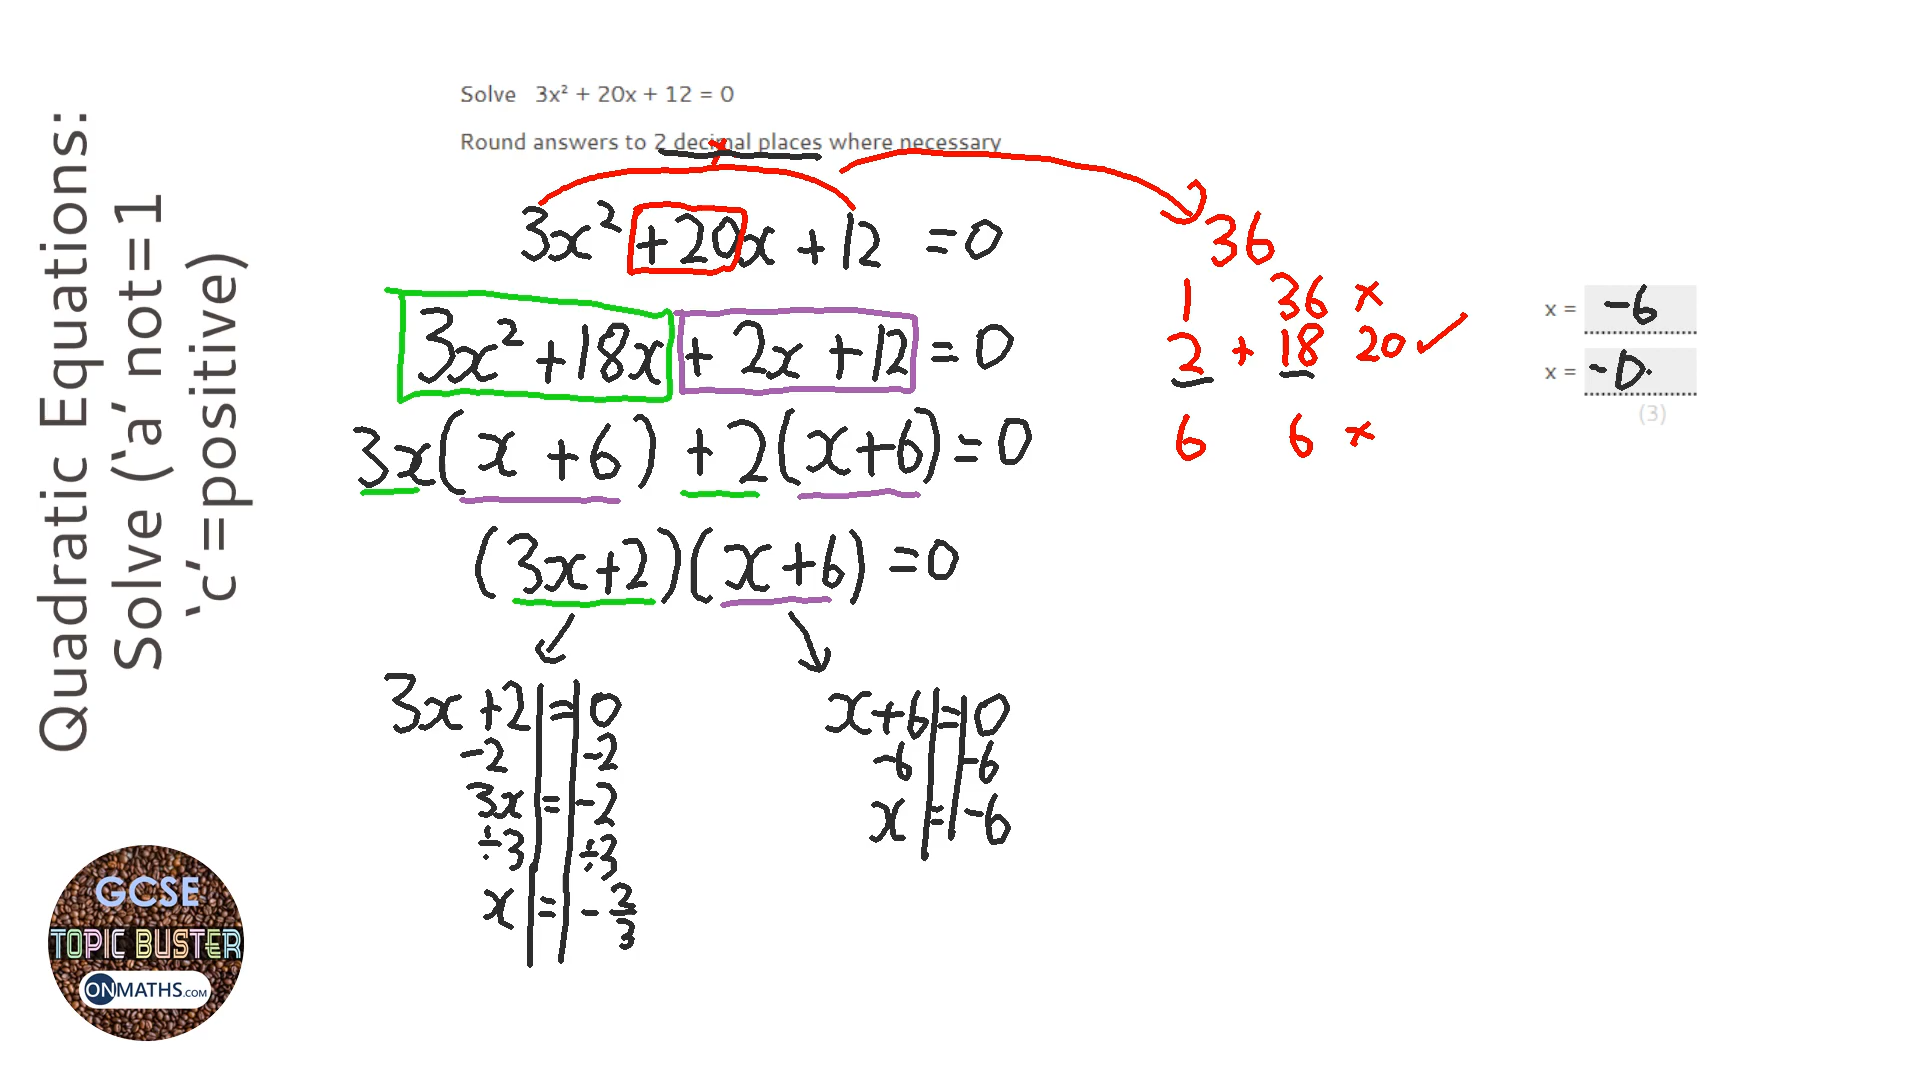 Quadratic Equations:
Solve (‘a’ not=1
‘c’=positive)
Solve 3x² + 20x + 12 = 0
Round answers to 2 decimal places where necessary
3x² +20x +12 =0
3x² +18x + 2x +12 = 0
3x(x +6) +2(x+6)=0
(3x+2)(x+6) =0
3x +2 = 0
-2 -2
3x = -2
÷3 ÷3
x = - 2/3
x+6 = 0
-6 -6
x = -6
36
1 36 ×
2 + 18 20 ✓
6 6 ×
x = -6
x = -0.
(3)
GCSE
TOPIC BUSTER
ONMATHS.COM